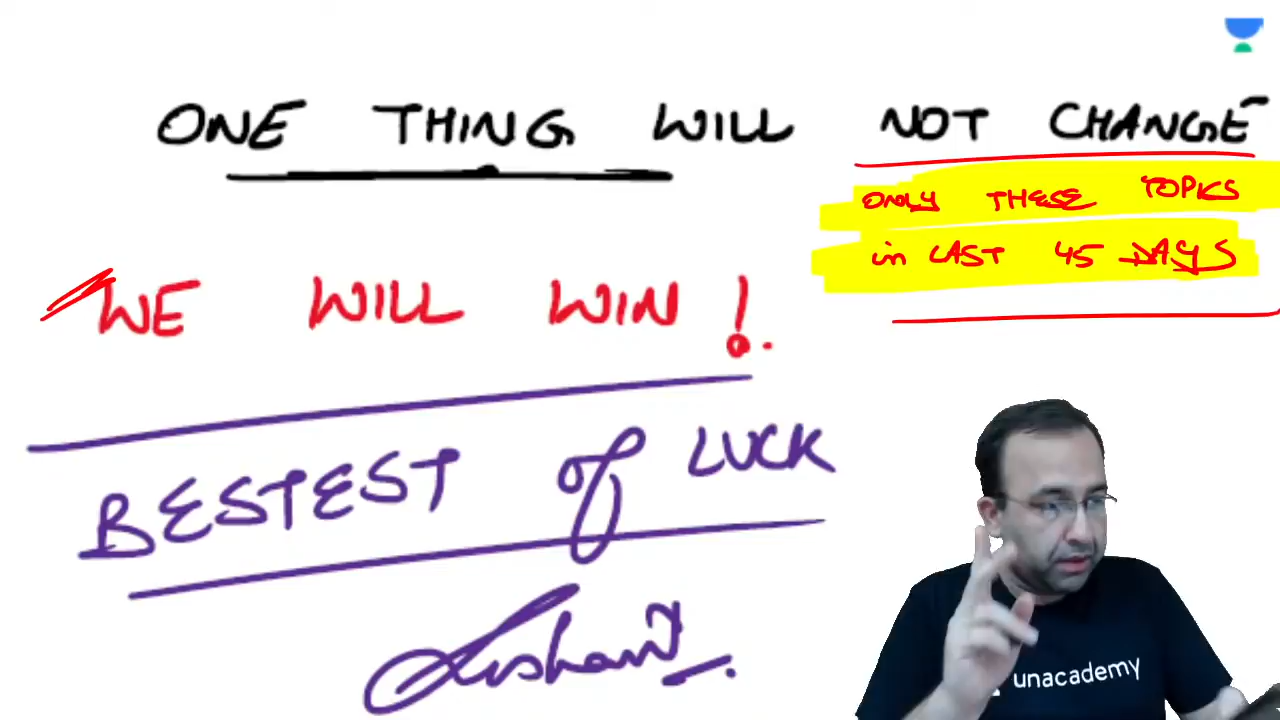 ONE THING WILL NOT CHANGE
ONLY THESE TOPICS
in LAST 45 DAYS
WE WILL WIN!
BESTEST of LUCK
unacademy